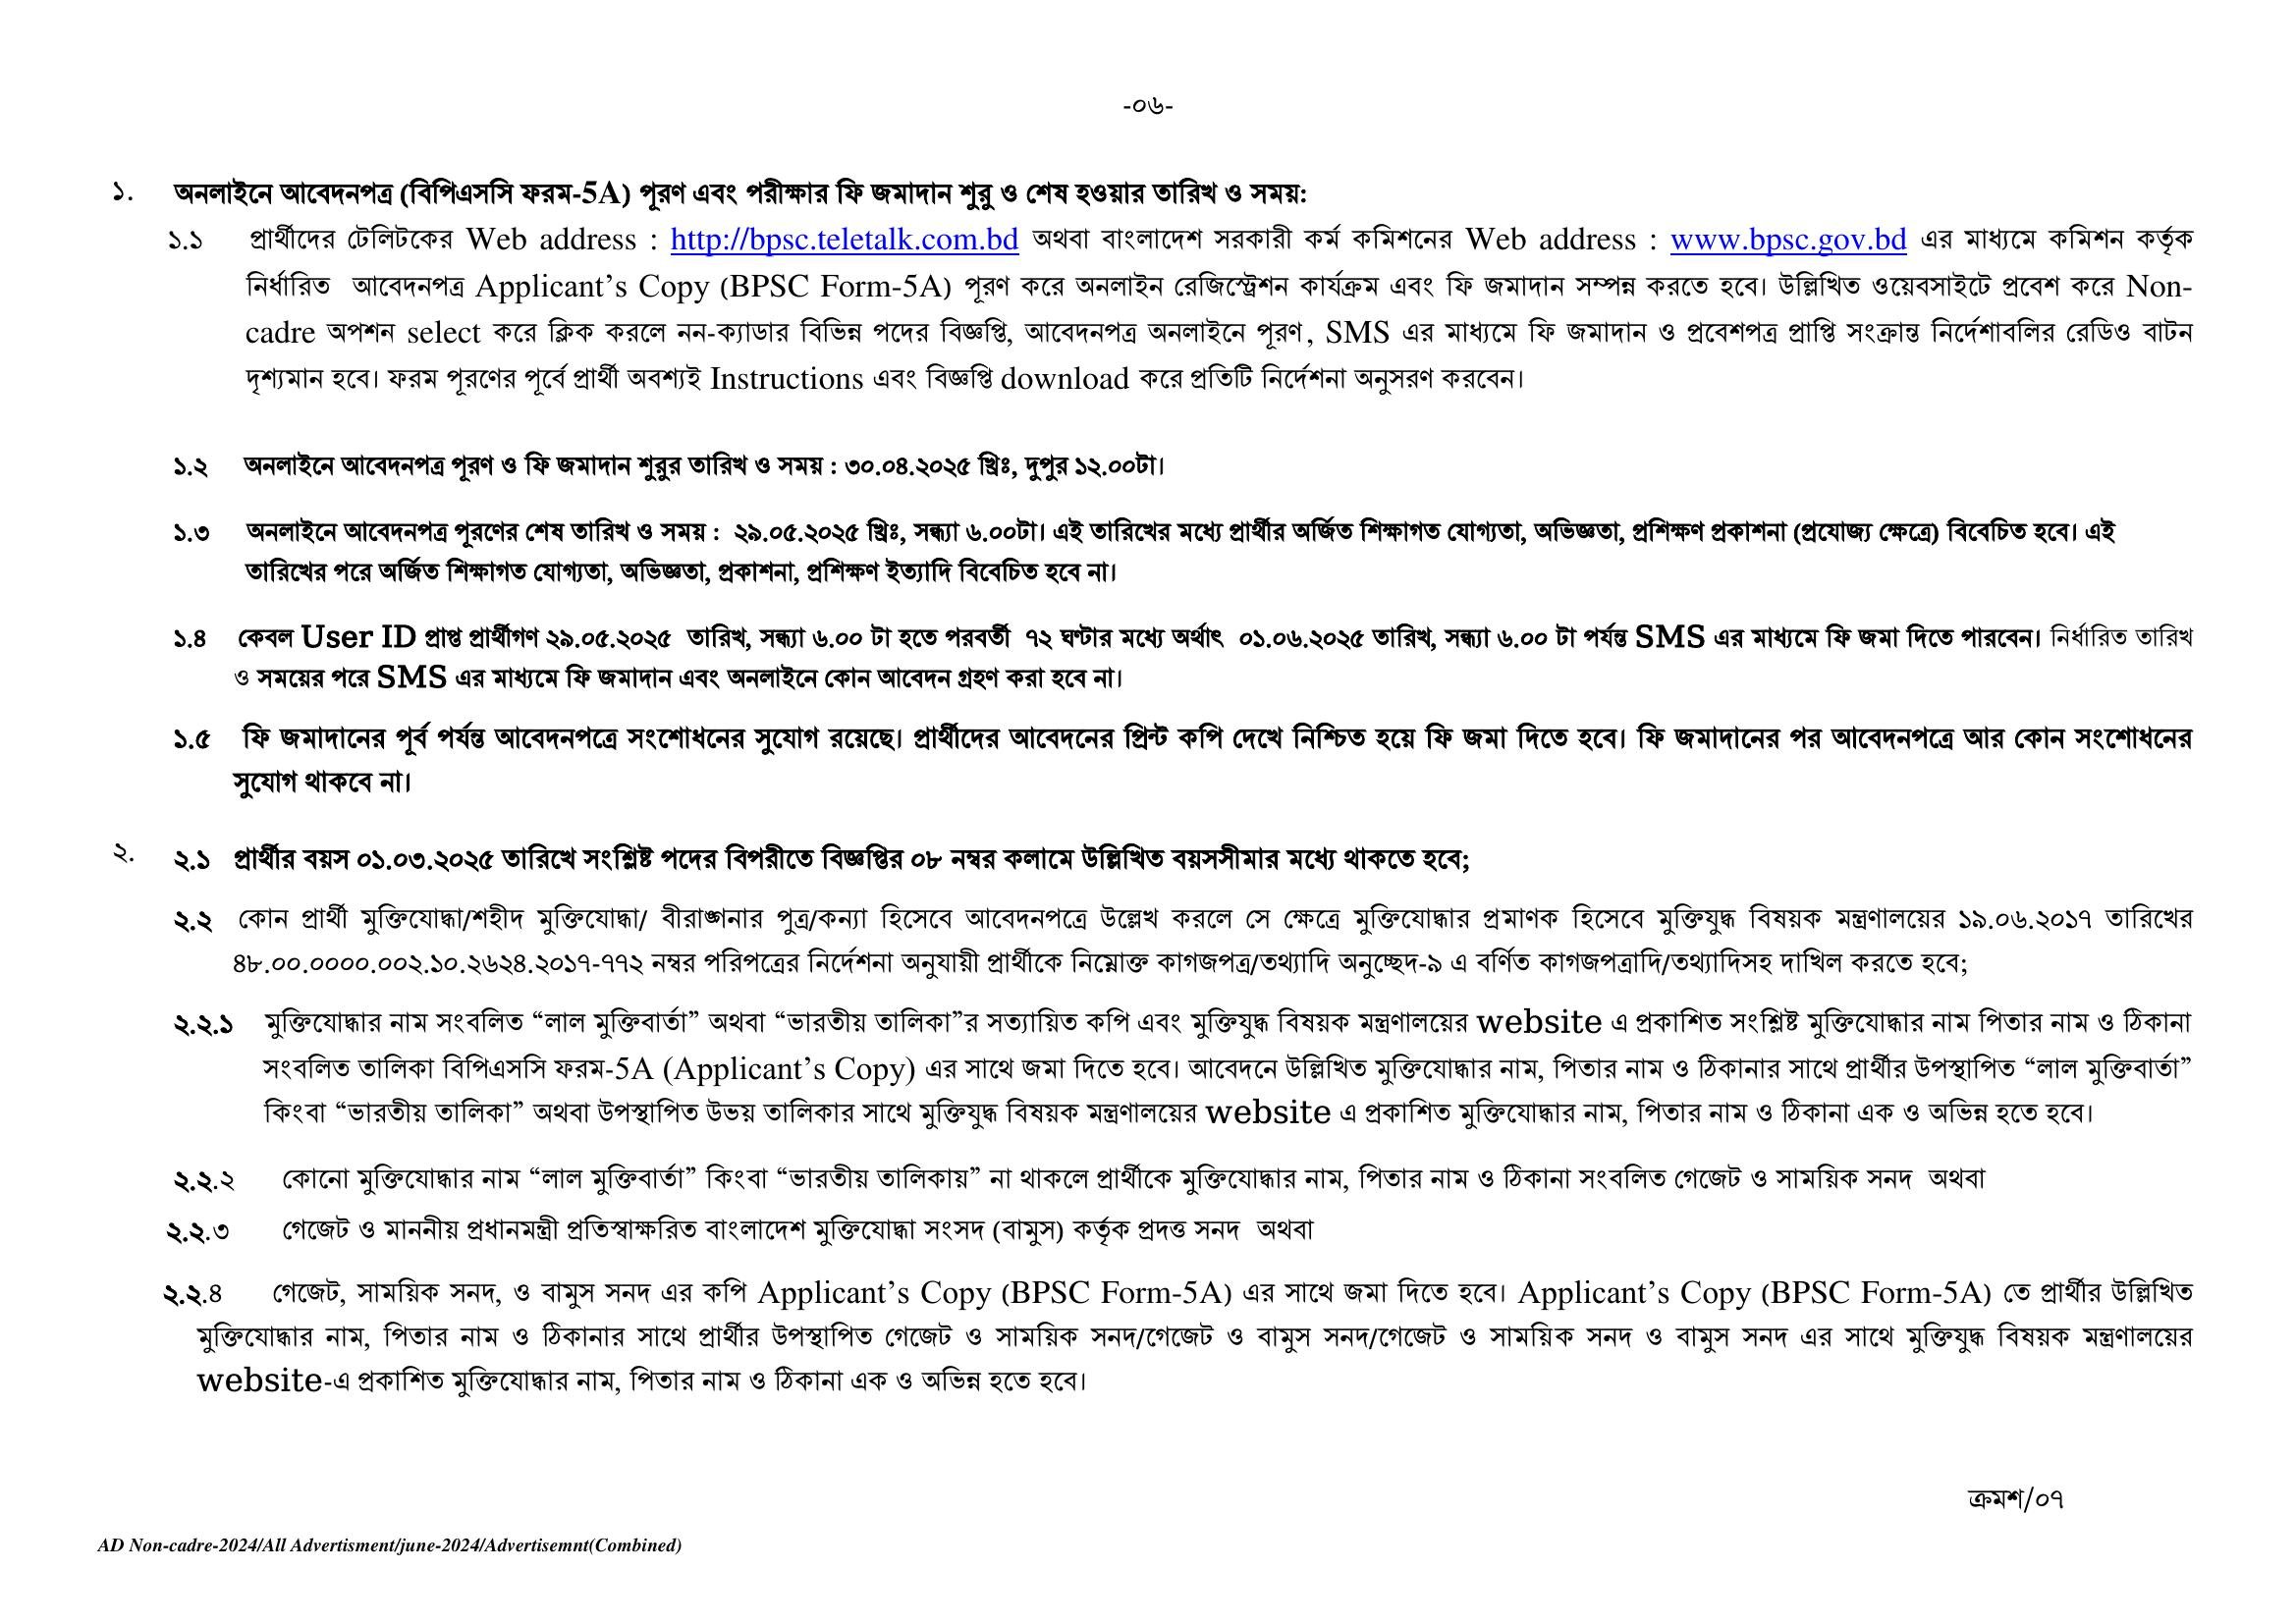 -০৬-
১. অনলাইনে আবেদনপত্র (বিপিএসসি ফরম-5A) পূরণ এবং পরীক্ষার ফি জমাদান শুরু ও শেষ হওয়ার তারিখ ও সময়:
১.১ প্রার্থীদের টেলিটকের Web address : http://bpsc.teletalk.com.bd অথবা বাংলাদেশ সরকারী কর্ম কমিশনের Web address : www.bpsc.gov.bd এর মাধ্যমে কমিশন কর্তৃক
নির্ধারিত আবেদনপত্র Applicant’s Copy (BPSC Form-5A) পূরণ করে অনলাইন রেজিস্ট্রেশন কার্যক্রম এবং ফি জমাদান সম্পন্ন করতে হবে। উল্লিখিত ওয়েবসাইটে প্রবেশ করে Non-
cadre অপশন select করে ক্লিক করলে নন-ক্যাডার বিভিন্ন পদের বিজ্ঞপ্তি, আবেদনপত্র অনলাইনে পূরণ, SMS এর মাধ্যমে ফি জমাদান ও প্রবেশপত্র প্রাপ্তি সংক্রান্ত নির্দেশাবলির রেডিও বাটন
দৃশ্যমান হবে। ফরম পূরণের পূর্বে প্রার্থী অবশ্যই Instructions এবং বিজ্ঞপ্তি download করে প্রতিটি নির্দেশনা অনুসরণ করবেন।
১.২ অনলাইনে আবেদনপত্র পূরণ ও ফি জমাদান শুরুর তারিখ ও সময় : ৩০.০৪.২০২৫ খ্রিঃ, দুপুর ১২.০০টা।
১.৩ অনলাইনে আবেদনপত্র পূরণের শেষ তারিখ ও সময় : ২৯.০৫.২০২৫ খ্রিঃ, সন্ধ্যা ৬.০০টা। এই তারিখের মধ্যে প্রার্থীর অর্জিত শিক্ষাগত যোগ্যতা, অভিজ্ঞতা, প্রশিক্ষণ প্রকাশনা (প্রযোজ্য ক্ষেত্রে) বিবেচিত হবে। এই
তারিখের পরে অর্জিত শিক্ষাগত যোগ্যতা, অভিজ্ঞতা, প্রকাশনা, প্রশিক্ষণ ইত্যাদি বিবেচিত হবে না।
১.৪ কেবল User ID প্রাপ্ত প্রার্থীগণ ২৯.০৫.২০২৫ তারিখ, সন্ধ্যা ৬.০০ টা হতে পরবর্তী ৭২ ঘণ্টার মধ্যে অর্থাৎ ০১.০৬.২০২৫ তারিখ, সন্ধ্যা ৬.০০ টা পর্যন্ত SMS এর মাধ্যমে ফি জমা দিতে পারবেন। নির্ধারিত তারিখ
ও সময়ের পরে SMS এর মাধ্যমে ফি জমাদান এবং অনলাইনে কোন আবেদন গ্রহণ করা হবে না।
১.৫ ফি জমাদানের পূর্ব পর্যন্ত আবেদনপত্রে সংশোধনের সুযোগ রয়েছে। প্রার্থীদের আবেদনের প্রিন্ট কপি দেখে নিশ্চিত হয়ে ফি জমা দিতে হবে। ফি জমাদানের পর আবেদনপত্রে আর কোন সংশোধনের
সুযোগ থাকবে না।
২. ২.১ প্রার্থীর বয়স ০১.০৩.২০২৫ তারিখে সংশ্লিষ্ট পদের বিপরীতে বিজ্ঞপ্তির ০৮ নম্বর কলামে উল্লিখিত বয়সসীমার মধ্যে থাকতে হবে;
২.২ কোন প্রার্থী মুক্তিযোদ্ধা/শহীদ মুক্তিযোদ্ধা/ বীরাঙ্গনার পুত্র/কন্যা হিসেবে আবেদনপত্রে উল্লেখ করলে সে ক্ষেত্রে মুক্তিযোদ্ধার প্রমাণক হিসেবে মুক্তিযুদ্ধ বিষয়ক মন্ত্রণালয়ের ১৯.০৬.২০১৭ তারিখের
৪৮.০০.০০০০.০০২.১০.২৬২৪.২০১৭-৭৭২ নম্বর পরিপত্রের নির্দেশনা অনুযায়ী প্রার্থীকে নিম্নোক্ত কাগজপত্র/তথ্যাদি অনুচ্ছেদ-৯ এ বর্ণিত কাগজপত্রাদি/তথ্যাদিসহ দাখিল করতে হবে;
২.২.১ মুক্তিযোদ্ধার নাম সংবলিত “লাল মুক্তিবার্তা” অথবা “ভারতীয় তালিকা”র সত্যায়িত কপি এবং মুক্তিযুদ্ধ বিষয়ক মন্ত্রণালয়ের website এ প্রকাশিত সংশ্লিষ্ট মুক্তিযোদ্ধার নাম পিতার নাম ও ঠিকানা
সংবলিত তালিকা বিপিএসসি ফরম-5A (Applicant’s Copy) এর সাথে জমা দিতে হবে। আবেদনে উল্লিখিত মুক্তিযোদ্ধার নাম, পিতার নাম ও ঠিকানার সাথে প্রার্থীর উপস্থাপিত “লাল মুক্তিবার্তা”
কিংবা “ভারতীয় তালিকা” অথবা উপস্থাপিত উভয় তালিকার সাথে মুক্তিযুদ্ধ বিষয়ক মন্ত্রণালয়ের website এ প্রকাশিত মুক্তিযোদ্ধার নাম, পিতার নাম ও ঠিকানা এক ও অভিন্ন হতে হবে।
২.২.২ কোনো মুক্তিযোদ্ধার নাম “লাল মুক্তিবার্তা” কিংবা “ভারতীয় তালিকায়” না থাকলে প্রার্থীকে মুক্তিযোদ্ধার নাম, পিতার নাম ও ঠিকানা সংবলিত গেজেট ও সাময়িক সনদ অথবা
২.২.৩ গেজেট ও মাননীয় প্রধানমন্ত্রী প্রতিস্বাক্ষরিত বাংলাদেশ মুক্তিযোদ্ধা সংসদ (বামুস) কর্তৃক প্রদত্ত সনদ অথবা
২.২.৪ গেজেট, সাময়িক সনদ, ও বামুস সনদ এর কপি Applicant’s Copy (BPSC Form-5A) এর সাথে জমা দিতে হবে। Applicant’s Copy (BPSC Form-5A) তে প্রার্থীর উল্লিখিত
মুক্তিযোদ্ধার নাম, পিতার নাম ও ঠিকানার সাথে প্রার্থীর উপস্থাপিত গেজেট ও সাময়িক সনদ/গেজেট ও বামুস সনদ/গেজেট ও সাময়িক সনদ ও বামুস সনদ এর সাথে মুক্তিযুদ্ধ বিষয়ক মন্ত্রণালয়ের
website-এ প্রকাশিত মুক্তিযোদ্ধার নাম, পিতার নাম ও ঠিকানা এক ও অভিন্ন হতে হবে।
ক্রমশ/০৭
AD Non-cadre-2024/All Advertisment/june-2024/Advertisemnt(Combined)